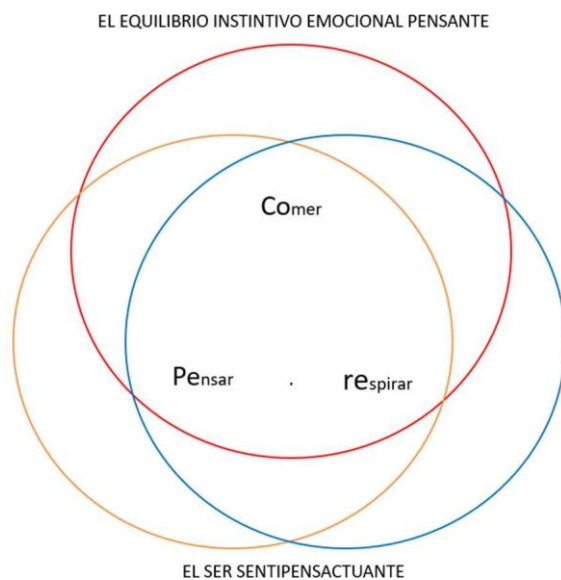 EL EQUILIBRIO INSTINTIVO EMOCIONAL PENSANTE
Comer
Pensar . respirar
EL SER SENTIPENSACTUANTE